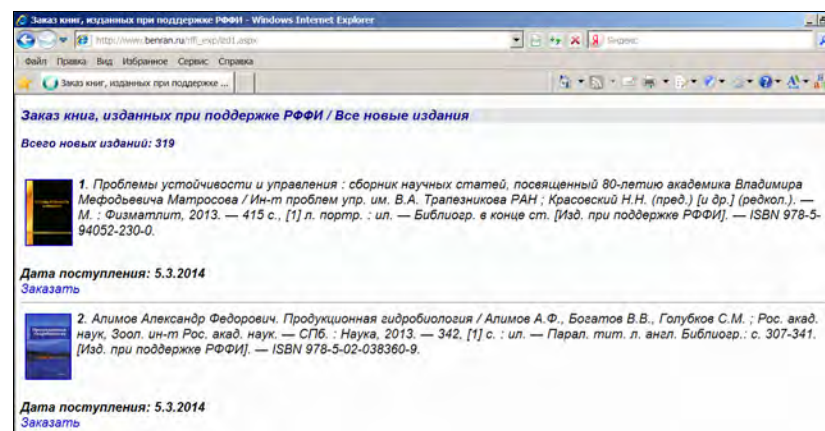 Заказ книг, изданных при поддержке РФФИ - Windows Internet Explorer
http://www.benran.ru/rffi_exp/izd1.aspx
Яндекс
Файл Правка Вид Избранное Сервис Справка
Заказ книг, изданных при поддержке ...
Заказ книг, изданных при поддержке РФФИ / Все новые издания
Всего новых изданий: 319
1. Проблемы устойчивости и управления : сборник научных статей, посвященный 80-летию академика Владимира
Мефодьевича Матросова / Ин-т проблем упр. им. В.А. Трапезникова РАН ; Красовский Н.Н. (пред.) [и др.] (редкол.). —
М. : Физматлит, 2013. — 415 с., [1] л. портр. : ил. — Библиогр. в конце ст. [Изд. при поддержке РФФИ]. — ISBN 978-5-
94052-230-0.
Дата поступления: 5.3.2014
Заказать
2. Алимов Александр Федорович. Продукционная гидробиология / Алимов А.Ф., Богатов В.В., Голубков С.М. ; Рос. акад.
наук, Зоол. ин-т Рос. акад. наук. — СПб. : Наука, 2013. — 342, [1] с. : ил. — Парал. тит. л. англ. Библиогр.: с. 307-341.
[Изд. при поддержке РФФИ]. — ISBN 978-5-02-038360-9.
Дата поступления: 5.3.2014
Заказать